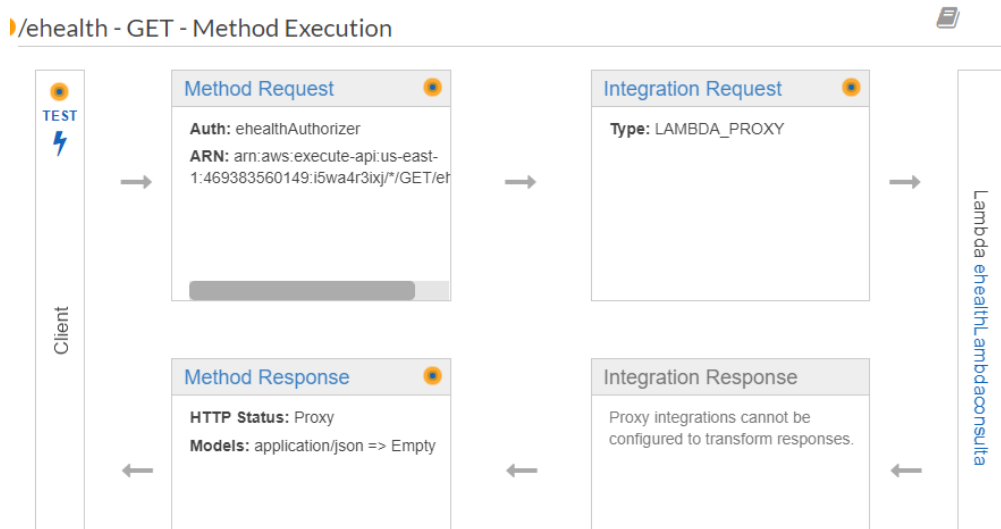 /ehealth - GET - Method Execution
TEST
Client
Method Request
Auth: ehealthAuthorizer
ARN: arn:aws:execute-api:us-east-
1:469383560149:i5wa4r3ixj/*/GET/eh
Integration Request
Type: LAMBDA_PROXY
Lambda ehealthLambdaconsulta
Method Response
HTTP Status: Proxy
Models: application/json => Empty
Integration Response
Proxy integrations cannot be
configured to transform responses.